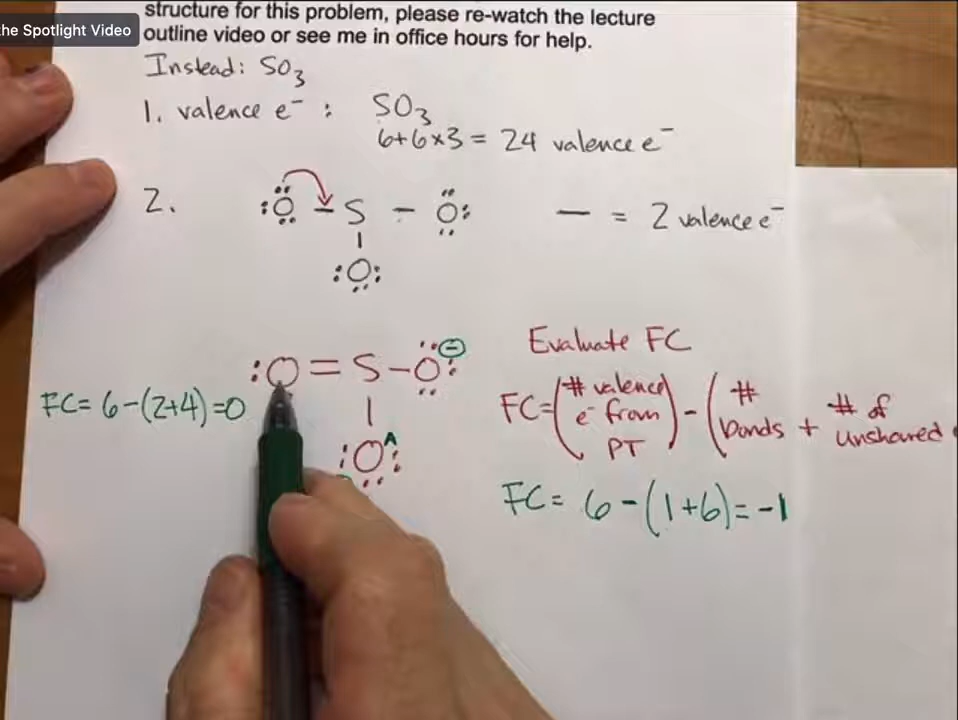 the Spotlight Video
structure for this problem, please re-watch the lecture
outline video or see me in office hours for help.
Instead: SO₃
1. valence e⁻ : SO₃
6+6×3 = 24 valence e⁻
2. :Ö – S – Ö: — = 2 valence e⁻
:O:
Evaluate FC
:O = S – O: ⊖
FC= 6-(2+4)=0
FC= (# valence e⁻ from PT) - (# bonds + # of unshared
:O: A
FC= 6-(1+6)= -1